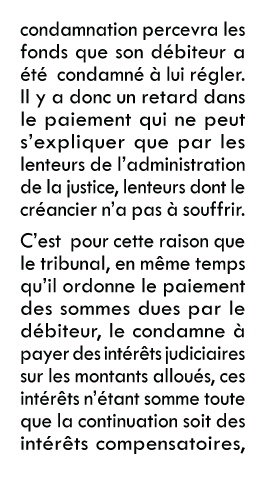 condamnation percevra les
fonds que son débiteur a
été condamné à lui régler.
Il y a donc un retard dans
le paiement qui ne peut
s'expliquer que par les
lenteurs de l'administration
de la justice, lenteurs dont le
créancier n'a pas à souffrir.
C'est pour cette raison que
le tribunal, en même temps
qu'il ordonne le paiement
des sommes dues par le
débiteur, le condamne à
payer des intérêts judiciaires
sur les montants alloués, ces
intérêts n'étant somme toute
que la continuation soit des
intérêts compensatoires,